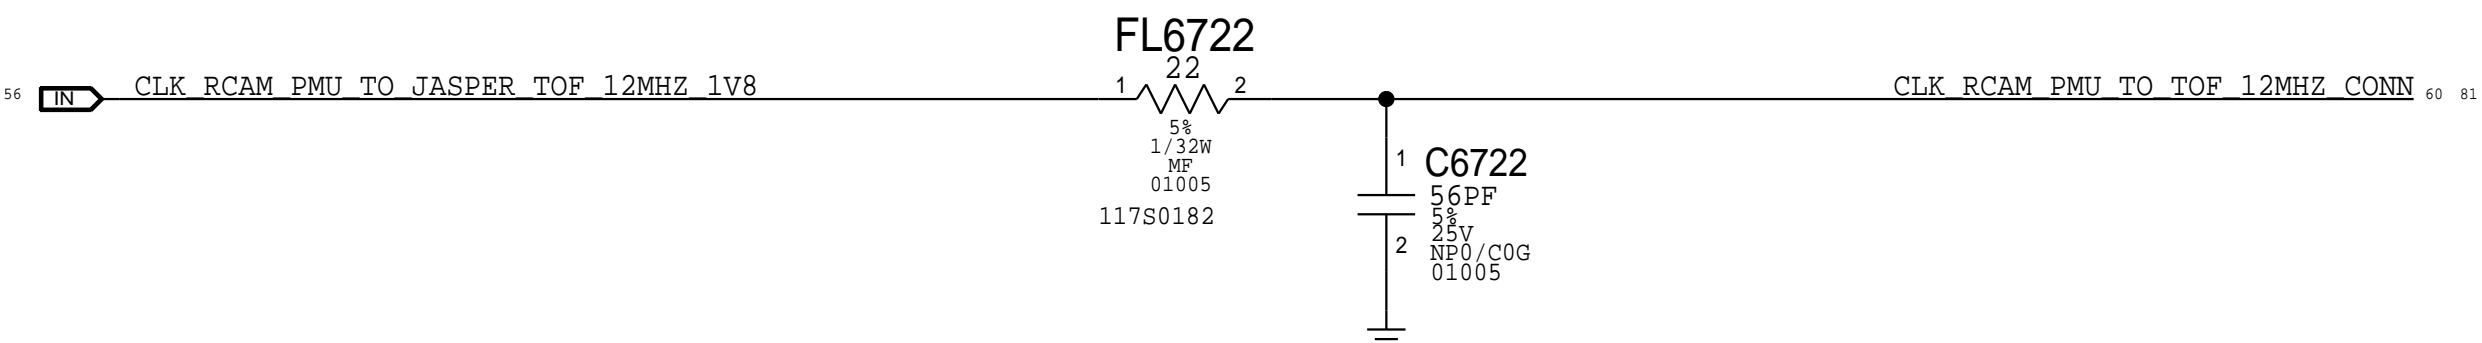 FL6722
22
56 IN CLK_RCAM_PMU_TO_JASPER_TOF_12MHZ_1V8 1 2 CLK_RCAM_PMU_TO_TOF_12MHZ_CONN 60 81
5%
1/32W
MF
01005
117S0182
1 C6722
56PF
5%
25V
2 NP0/C0G
01005